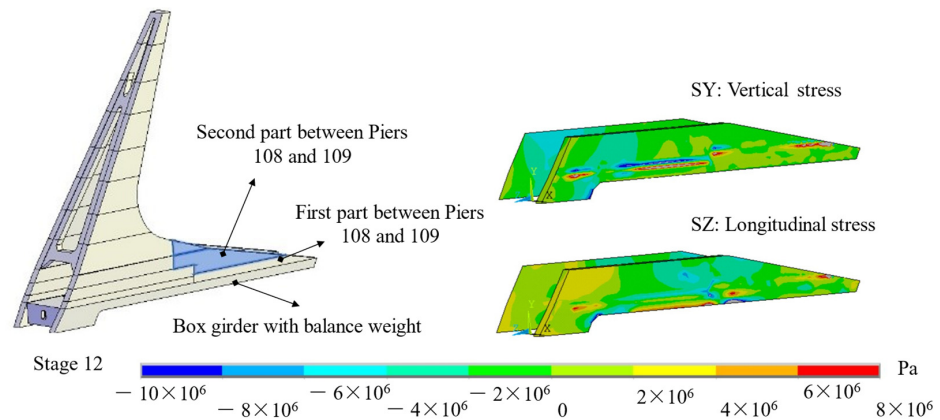 SY: Vertical stress
Second part between Piers
108 and 109
First part between Piers
108 and 109
SZ: Longitudinal stress
Box girder with balance weight
Y
X
Y
X
Stage 12
Pa
－10×10⁶
－8×10⁶
－6×10⁶
－4×10⁶
－2×10⁶
0
2×10⁶
4×10⁶
6×10⁶
8×10⁶